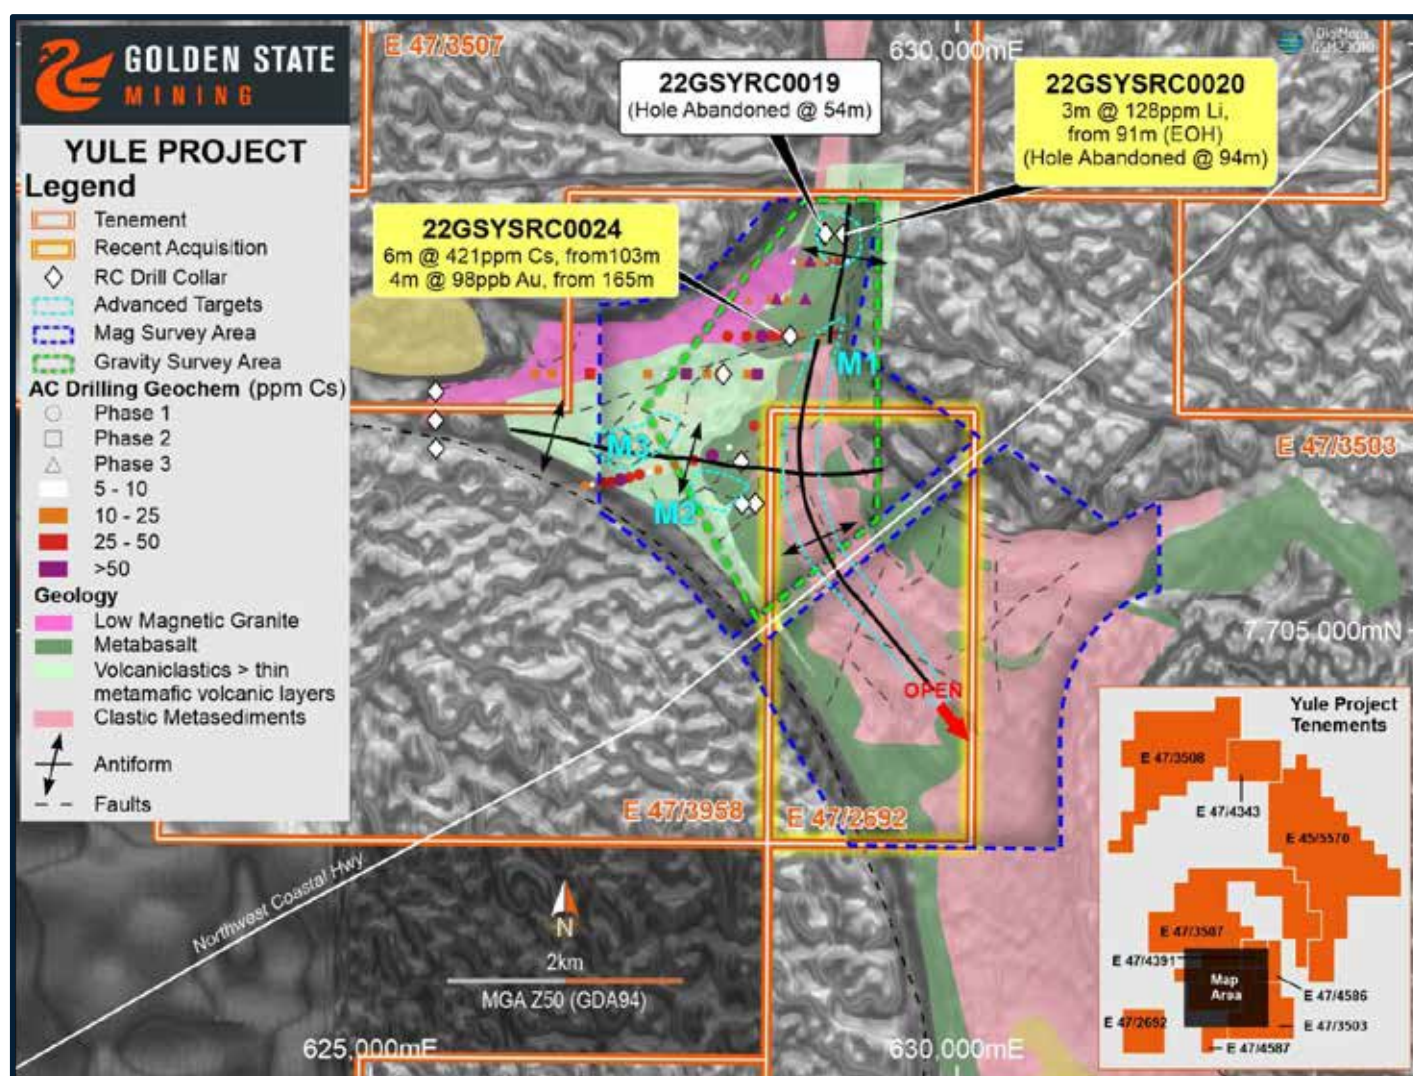 GOLDEN STATE
MINING
YULE PROJECT
Legend
Tenement
Recent Acquisition
RC Drill Collar
Advanced Targets
Mag Survey Area
Gravity Survey Area
AC Drilling Geochem (ppm Cs)
Phase 1
Phase 2
Phase 3
5 - 10
10 - 25
25 - 50
>50
Geology
Low Magnetic Granite
Metabasalt
Volcaniclastics > thin
metamafic volcanic layers
Clastic Metasediments
Antiform
Faults
E 47/3507
630,000mE
DigiMaps
GSM23010
22GSYRC0019
(Hole Abandoned @ 54m)
22GSYSRC0020
3m @ 128ppm Li,
from 91m (EOH)
(Hole Abandoned @ 94m)
22GSYSRC0024
6m @ 421ppm Cs, from103m
4m @ 98ppb Au, from 165m
M1
M3
M2
E 47/3503
7,705,000mN
OPEN
E 47/3958
E 47/2692
Northwest Coastal Hwy
N
2km
MGA Z50 (GDA94)
625,000mE
630,000mE
Yule Project
Tenements
E 47/3508
E 47/4343
E 45/5570
E 47/3507
E 47/4391
Map
Area
E 47/4586
E 47/2692
E 47/3503
E 47/4587